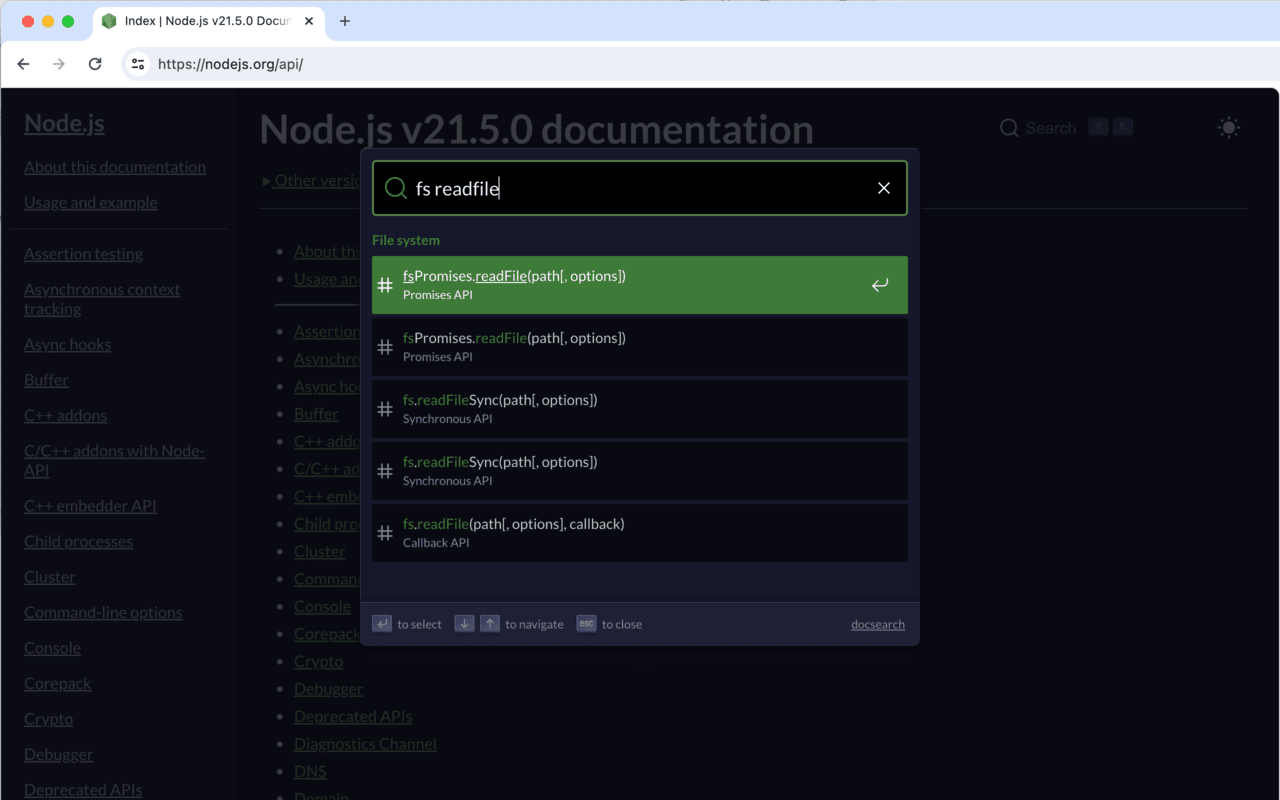 Index | Node.js v21.5.0 Docum
https://nodejs.org/api/
Node.js
About this documentation
Usage and example
Assertion testing
Asynchronous context
tracking
Async hooks
Buffer
C++ addons
C/C++ addons with Node-
API
C++ embedder API
Child processes
Cluster
Command-line options
Console
Corepack
Crypto
Debugger
Deprecated APIs
Node.js v21.5.0 documentation
Search
K
Other versio
About thi
Usage an
Assertion
Asynchro
Async hoo
Buffer
C++ addo
C/C++ ad
C++ emb
Child pro
Cluster
Comman
Console
Corepack
Crypto
Debugger
Deprecated APIs
Diagnostics Channel
DNS
Domain
fs readfile
File system
fsPromises.readFile(path[, options])
Promises API
fsPromises.readFile(path[, options])
Promises API
fs.readFileSync(path[, options])
Synchronous API
fs.readFileSync(path[, options])
Synchronous API
fs.readFile(path[, options], callback)
Callback API
to select
to navigate
esc to close
docsearch